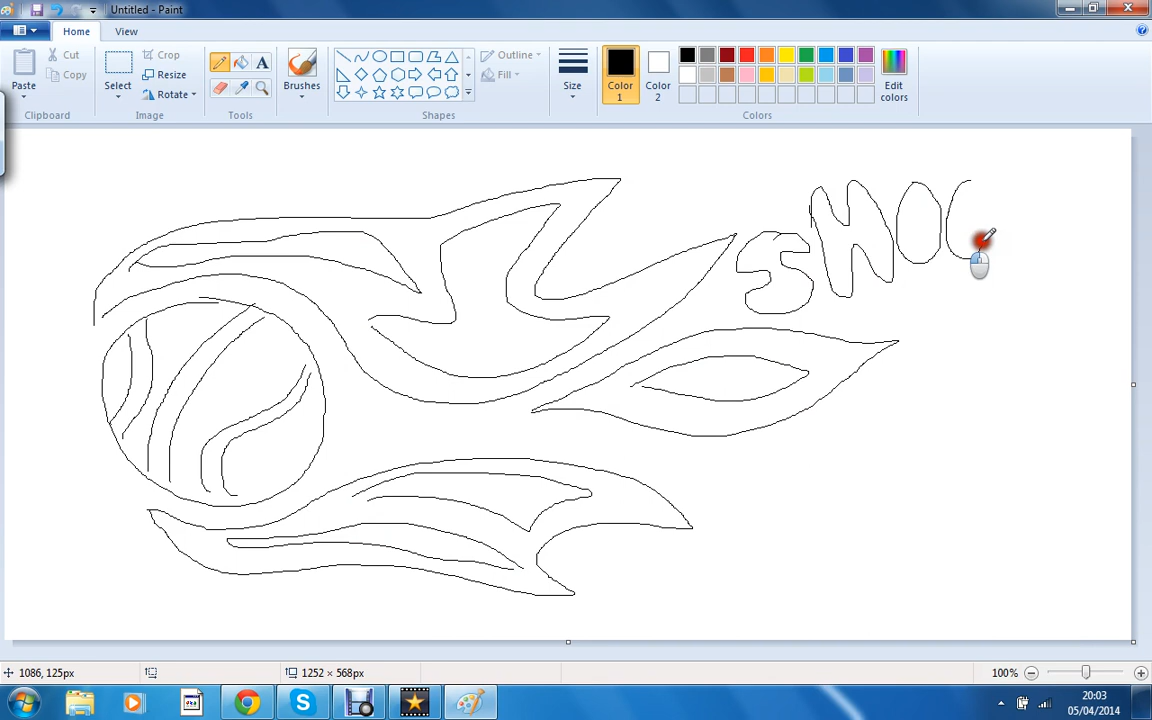 Untitled - Paint
Home View
Paste
Cut
Copy
Clipboard
Select
Crop
Resize
Rotate
Image
A
Tools
Brushes
Outline
Fill
Shapes
Size
Color 1
Color 2
Edit colors
Colors
SHO
1086, 125px
1252 × 568px
100%
20:03
05/04/2014